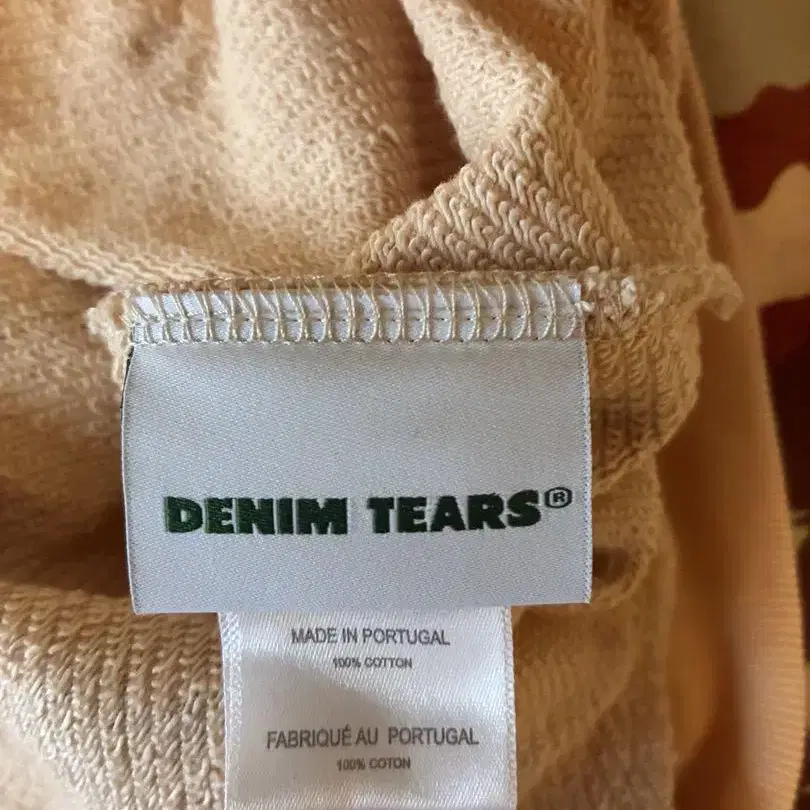 DENIM TEARS®
MADE IN PORTUGAL
100% COTTON
FABRIQUÉ AU PORTUGAL
100% COTTON